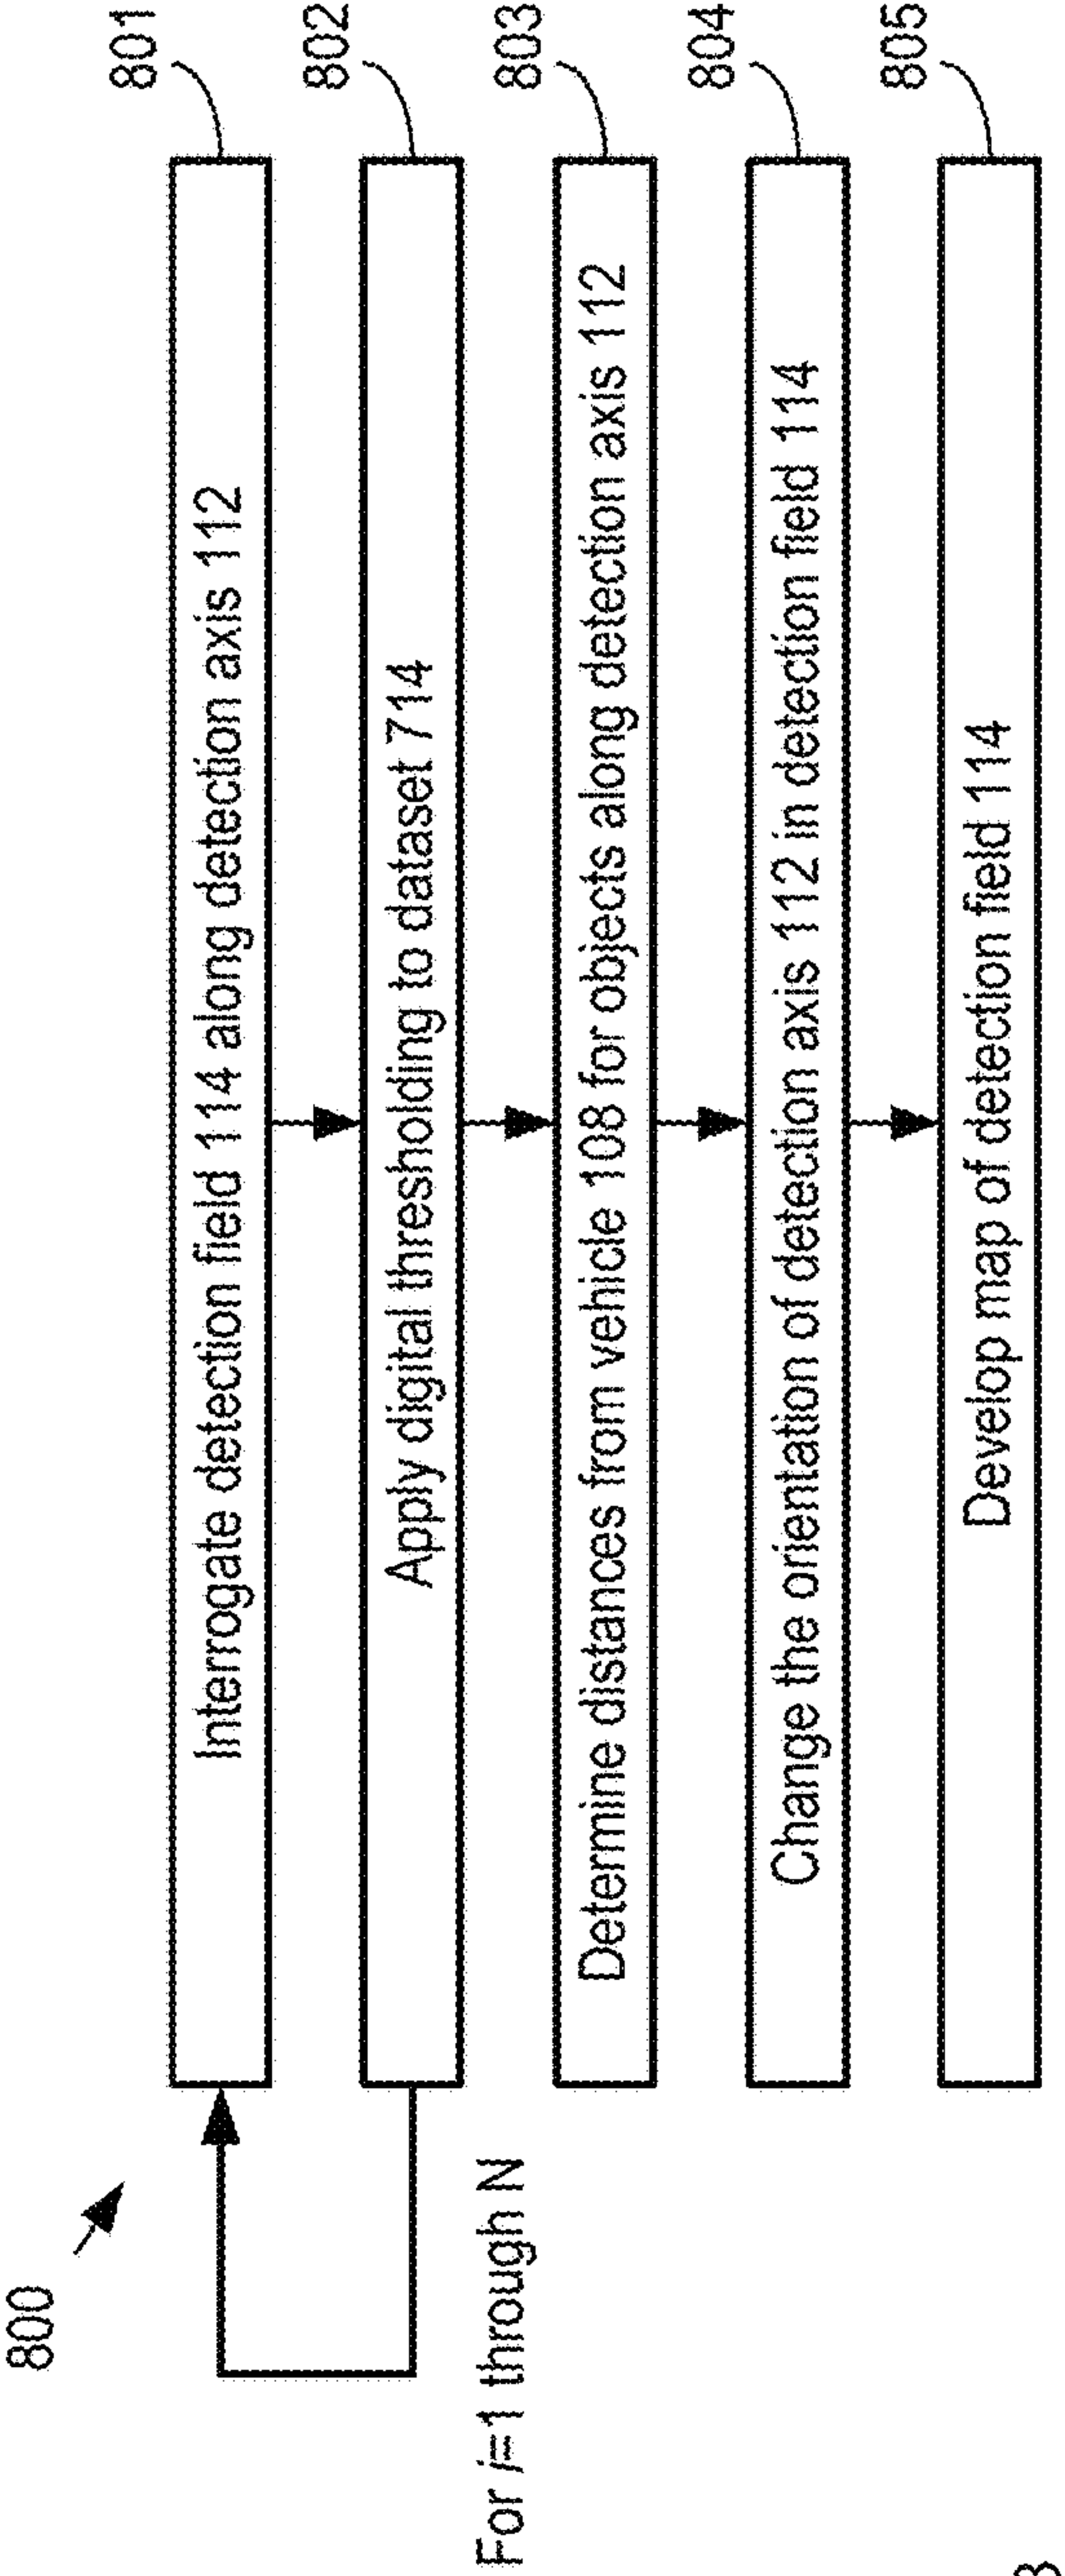 800
801
Interrogate detection field 114 along detection axis 112
802
Apply digital thresholding to dataset 714
For i=1 through N
803
Determine distances from vehicle 108 for objects along detection axis 112
804
Change the orientation of detection axis 112 in detection field 114
805
Develop map of detection field 114